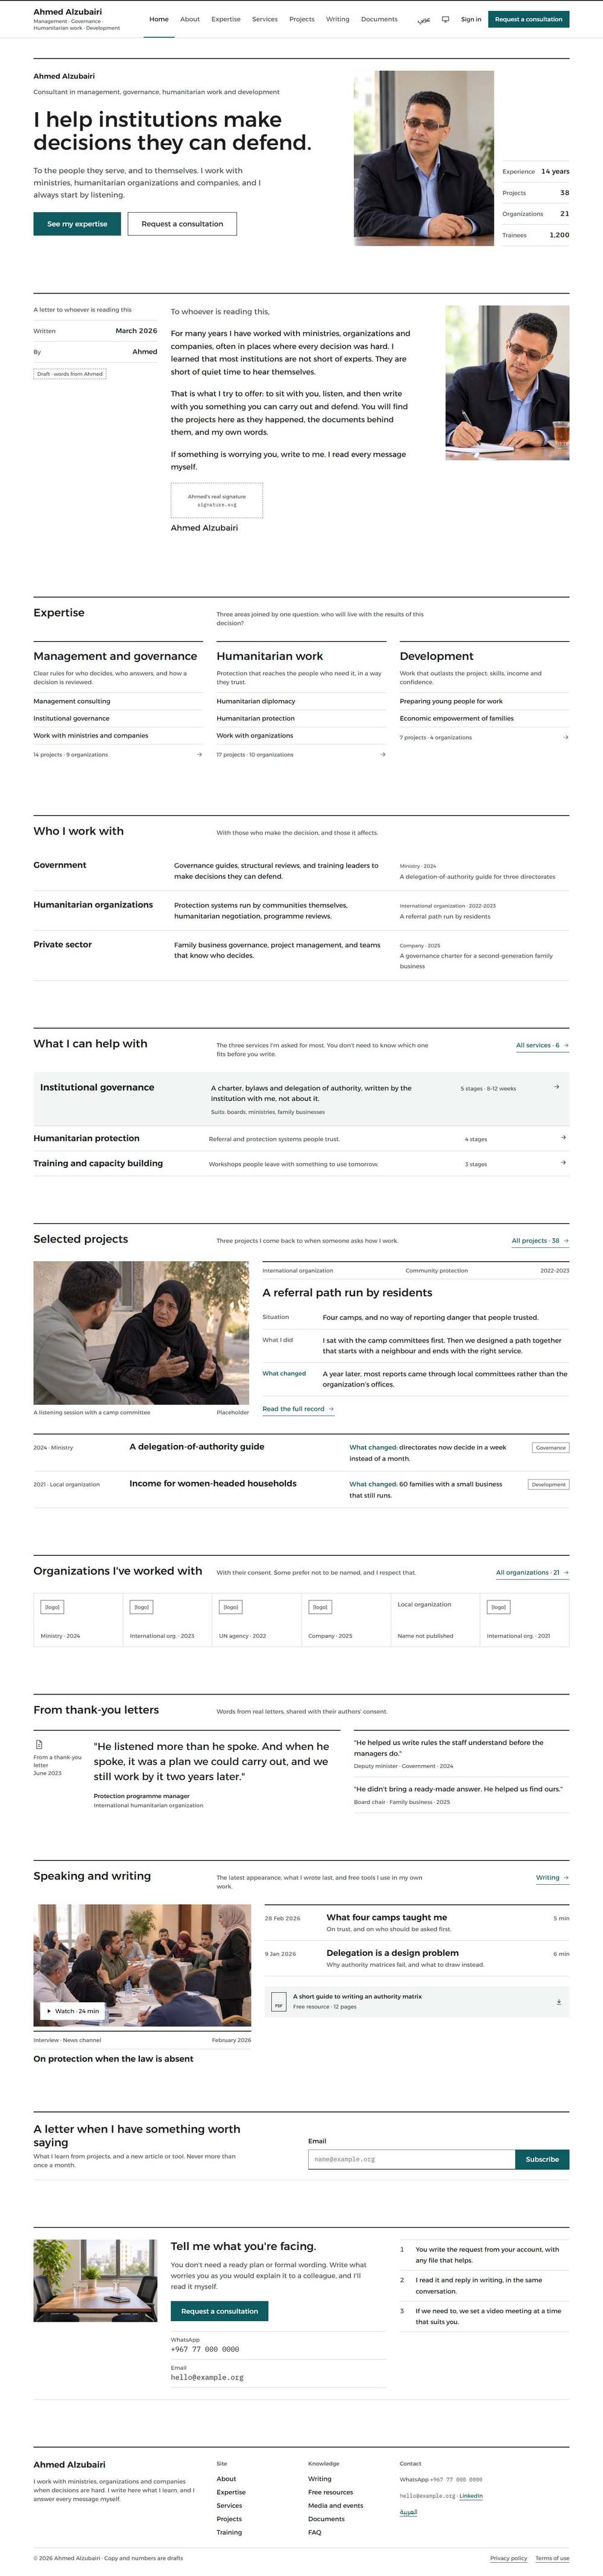 Ahmed Alzubairi
Management · Governance ·
Humanitarian work · Development
Home
About
Expertise
Services
Projects
Writing
Documents
عربي
Sign in
Request a consultation
Ahmed Alzubairi
Consultant in management, governance, humanitarian work and development
I help institutions make
decisions they can defend.
To the people they serve, and to themselves. I work with
ministries, humanitarian organizations and companies, and I
always start by listening.
See my expertise
Request a consultation
Experience 14 years
Projects 38
Organizations 21
Trainees 1,200
A letter to whoever is reading this
Written March 2026
By Ahmed
Draft · words from Ahmed
To whoever is reading this,
For many years I have worked with ministries, organizations and
companies, often in places where every decision was hard. I
learned that most institutions are not short of experts. They are
short of quiet time to hear themselves.
That is what I try to offer: to sit with you, listen, and then write
with you something you can carry out and defend. You will find
the projects here as they happened, the documents behind
them, and my own words.
If something is worrying you, write to me. I read every message
myself.
Ahmed's real signature
signature.svg
Ahmed Alzubairi
Expertise
Three areas joined by one question: who will live with the results of this
decision?
Management and governance
Clear rules for who decides, who answers, and how a
decision is reviewed.
Management consulting
Institutional governance
Work with ministries and companies
14 projects · 9 organizations →
Humanitarian work
Protection that reaches the people who need it, in a way
they trust.
Humanitarian diplomacy
Humanitarian protection
Work with organizations
17 projects · 10 organizations →
Development
Work that outlasts the project: skills, income and
confidence.
Preparing young people for work
Economic empowerment of families
7 projects · 4 organizations →
Who I work with
With those who make the decision, and those it affects.
Government
Governance guides, structural reviews, and training leaders to
make decisions they can defend.
Ministry · 2024
A delegation-of-authority guide for three directorates
Humanitarian organizations
Protection systems run by communities themselves,
humanitarian negotiation, programme reviews.
International organization · 2022-2023
A referral path run by residents
Private sector
Family business governance, project management, and teams
that know who decides.
Company · 2025
A governance charter for a second-generation family
business
What I can help with
The three services I'm asked for most. You don't need to know which one
fits before you write.
All services · 6 →
Institutional governance
A charter, bylaws and delegation of authority, written by the
institution with me, not about it.
Suits: boards, ministries, family businesses
5 stages · 8-12 weeks →
Humanitarian protection
Referral and protection systems people trust.
4 stages →
Training and capacity building
Workshops people leave with something to use tomorrow.
3 stages →
Selected projects
Three projects I come back to when someone asks how I work.
All projects · 38 →
A listening session with a camp committee
Placeholder
International organization
Community protection
2022-2023
A referral path run by residents
Situation
Four camps, and no way of reporting danger that people trusted.
What I did
I sat with the camp committees first. Then we designed a path together
that starts with a neighbour and ends with the right service.
What changed
A year later, most reports came through local committees rather than the
organization's offices.
Read the full record →
2024 · Ministry
A delegation-of-authority guide
What changed: directorates now decide in a week
instead of a month.
Governance
2021 · Local organization
Income for women-headed households
What changed: 60 families with a small business
that still runs.
Development
Organizations I've worked with
With their consent. Some prefer not to be named, and I respect that.
All organizations · 21 →
[logo]
Ministry · 2024
[logo]
International org. · 2023
[logo]
UN agency · 2022
[logo]
Company · 2025
Local organization
Name not published
[logo]
International org. · 2021
From thank-you letters
Words from real letters, shared with their authors' consent.
From a thank-you
letter
June 2023
"He listened more than he spoke. And when he
spoke, it was a plan we could carry out, and we
still work by it two years later."
Protection programme manager
International humanitarian organization
"He helped us write rules the staff understand before the
managers do."
Deputy minister · Government · 2024
"He didn't bring a ready-made answer. He helped us find ours."
Board chair · Family business · 2025
Speaking and writing
The latest appearance, what I wrote last, and free tools I use in my own
work.
Writing →
Watch · 24 min
Interview · News channel
February 2026
On protection when the law is absent
28 Feb 2026
What four camps taught me
On trust, and on who should be asked first.
5 min
9 Jan 2026
Delegation is a design problem
Why authority matrices fail, and what to draw instead.
6 min
PDF
A short guide to writing an authority matrix
Free resource · 12 pages
A letter when I have something worth
saying
What I learn from projects, and a new article or tool. Never more than
once a month.
Email
name@example.org
Subscribe
Tell me what you're facing.
You don't need a ready plan or formal wording. Write what
worries you as you would explain it to a colleague, and I'll
read it myself.
Request a consultation
WhatsApp
+967 77 000 0000
Email
hello@example.org
1 You write the request from your account, with
any file that helps.
2 I read it and reply in writing, in the same
conversation.
3 If we need to, we set a video meeting at a time
that suits you.
Ahmed Alzubairi
I work with ministries, organizations and companies
when decisions are hard. I write here what I learn, and I
answer every message myself.
Site
About
Expertise
Services
Projects
Training
Knowledge
Writing
Free resources
Media and events
Documents
FAQ
Contact
WhatsApp +967 77 000 0000
hello@example.org · LinkedIn
العربية
© 2026 Ahmed Alzubairi · Copy and numbers are drafts
Privacy policy
Terms of use